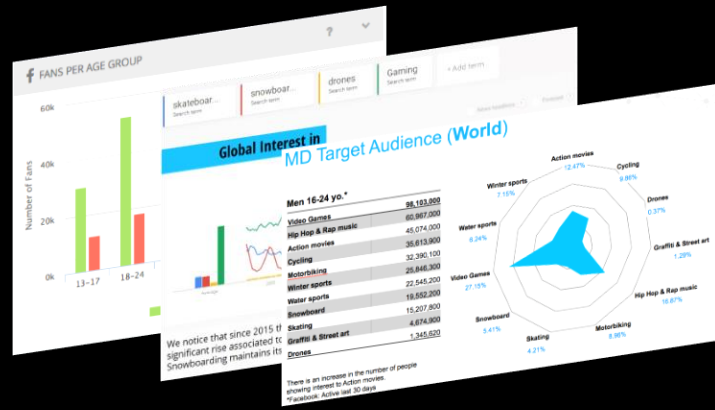 FANS PER AGE GROUP
?
60k
40k
20k
0k
Number of Fans
13-17
18-24
skateboar...
Search term
snowboar...
Search term
drones
Search term
Gaming
Search term
+ Add term
Global Interest in
Average
We notice that since 2015 th
significant rise associated to
Snowboarding maintains its
MD Target Audience (World)
Men 16-24 yo.*
Video Games 98,103,000
Hip Hop & Rap music 60,967,000
Action movies 45,074,000
Cycling 35,613,900
Motorbiking 32,390,100
Winter sports 25,846,300
Water sports 22,545,200
Snowboard 19,552,200
Skating 15,207,800
Graffiti & Street art 4,674,900
Drones 1,345,620
There is an increase in the number of people
showing interest to Action movies.
*Facebook: Active last 30 days
Action movies
12.47%
Cycling
9.86%
Drones
0.37%
Graffiti & Street art
1.29%
Hip Hop & Rap music
16.87%
Motorbiking
8.96%
Skating
4.21%
Snowboard
5.41%
Video Games
27.15%
Water sports
6.24%
Winter sports
7.15%